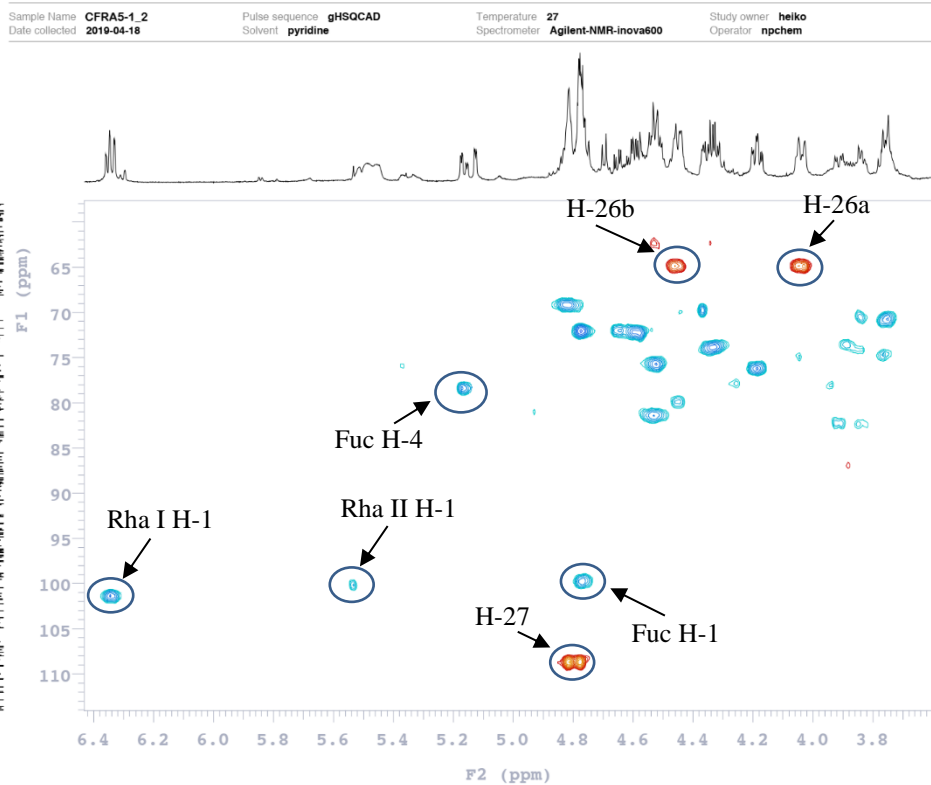 Sample Name CFRA5-1_2 Pulse sequence gHSQCAD Temperature 27 Study owner heiko
Date collected 2019-04-18 Solvent pyridine Spectrometer Agilent-NMR-inova600 Operator npchem
H-26b
H-26a
Fuc H-4
Rha I H-1
Rha II H-1
H-27
Fuc H-1
F1 (ppm)
65
70
75
80
85
90
95
100
105
110
6.4 6.2 6.0 5.8 5.6 5.4 5.2 5.0 4.8 4.6 4.4 4.2 4.0 3.8
F2 (ppm)